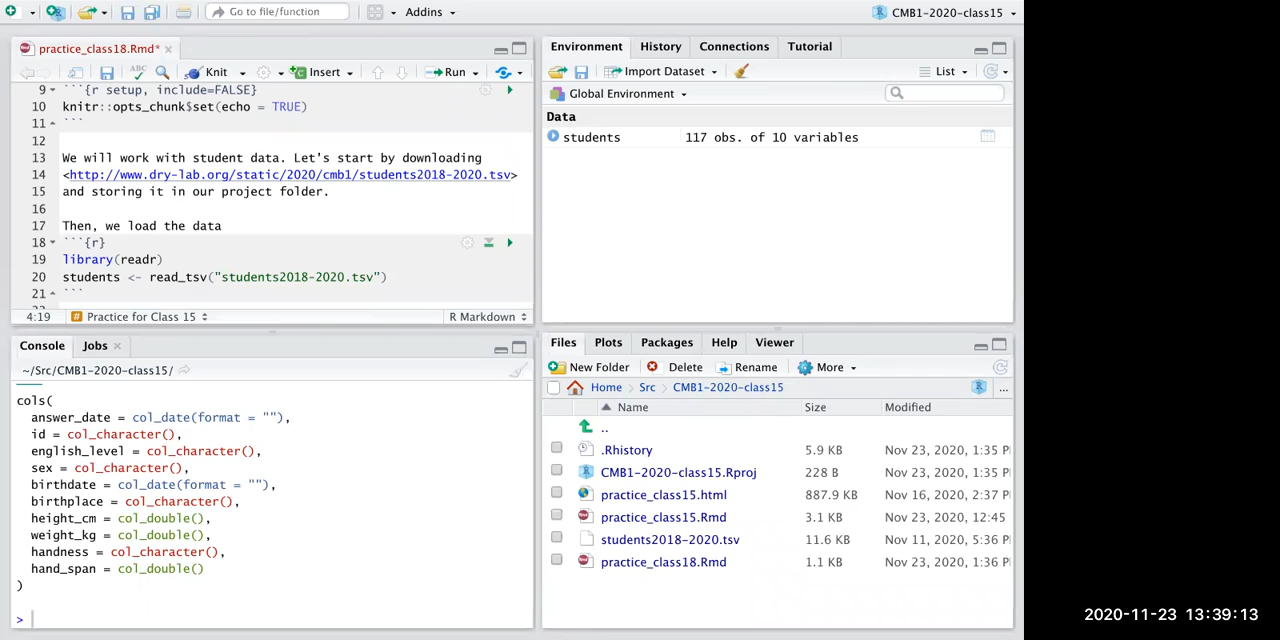 Go to file/function
Addins
CMB1-2020-class15
practice_class18.Rmd*
Knit
Insert
Run
9 ```{r setup, include=FALSE}
10 knitr::opts_chunk$set(echo = TRUE)
11 ```
12
13 We will work with student data. Let's start by downloading
14 <http://www.dry-lab.org/static/2020/cmb1/students2018-2020.tsv>
15 and storing it in our project folder.
16
17 Then, we load the data
18 ```{r}
19 library(readr)
20 students <- read_tsv("students2018-2020.tsv")
21 ```
4:19 # Practice for Class 15 R Markdown
Environment History Connections Tutorial
Import Dataset List
Global Environment
Data
students 117 obs. of 10 variables
Console Jobs
~/Src/CMB1-2020-class15/
cols(
answer_date = col_date(format = ""),
id = col_character(),
english_level = col_character(),
sex = col_character(),
birthdate = col_date(format = ""),
birthplace = col_character(),
height_cm = col_double(),
weight_kg = col_double(),
handness = col_character(),
hand_span = col_double()
)
>
Files Plots Packages Help Viewer
New Folder Delete Rename More
Home Src CMB1-2020-class15 ...
Name Size Modified
..
.Rhistory 5.9 KB Nov 23, 2020, 1:35 P
CMB1-2020-class15.Rproj 228 B Nov 23, 2020, 1:35 P
practice_class15.html 887.9 KB Nov 16, 2020, 2:37 P
practice_class15.Rmd 3.1 KB Nov 23, 2020, 12:45
students2018-2020.tsv 11.6 KB Nov 11, 2020, 5:36 P
practice_class18.Rmd 1.1 KB Nov 23, 2020, 1:36 P
2020-11-23 13:39:13